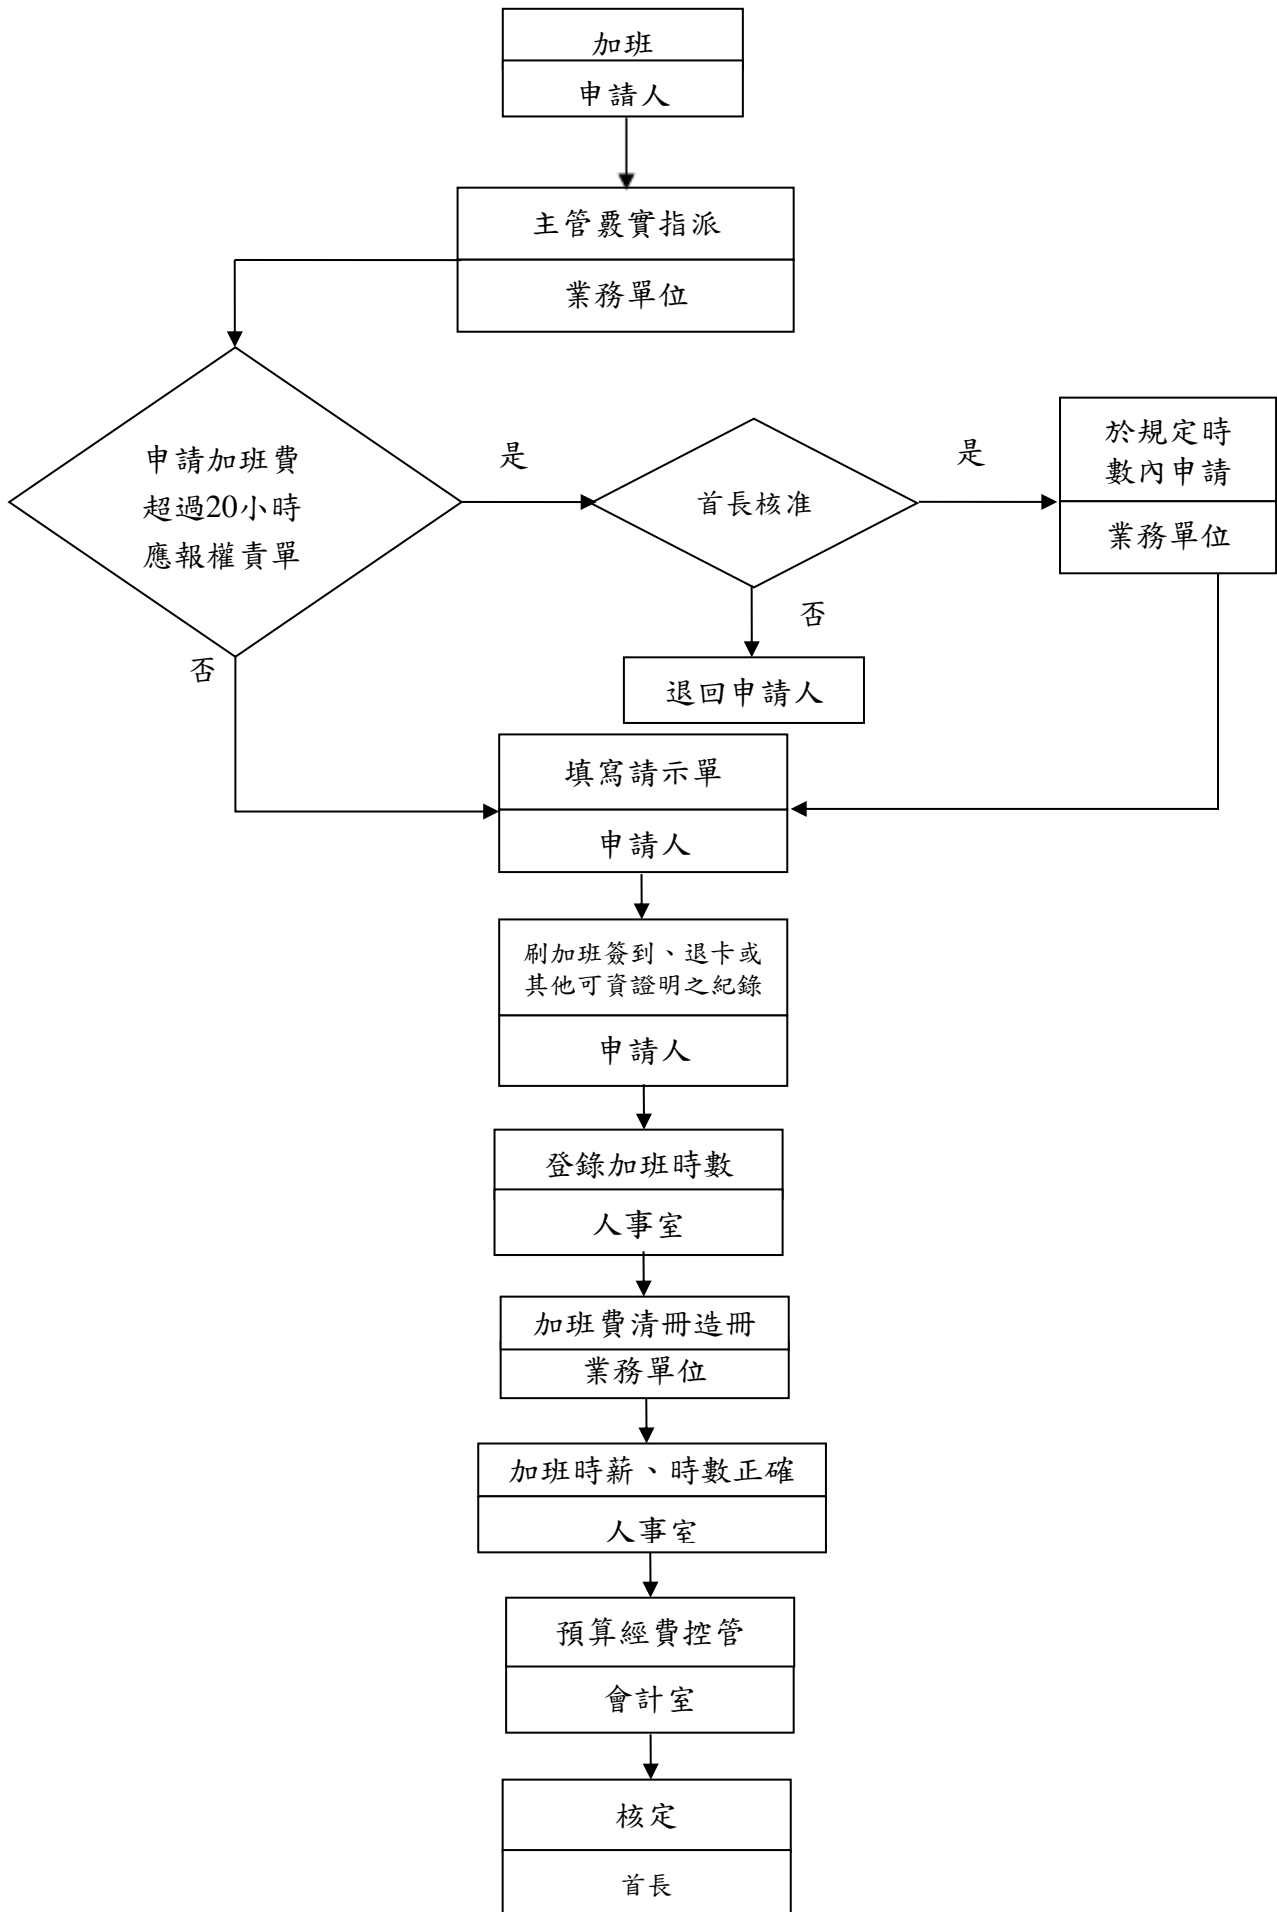 加班
申請人
主管覈實指派
業務單位
申請加班費
超過20小時
應報權責單
是
首長核准
是
於規定時
數內申請
業務單位
否
否
退回申請人
填寫請示單
申請人
刷加班簽到、退卡或
其他可資證明之紀錄
申請人
登錄加班時數
人事室
加班費清冊造冊
業務單位
加班時薪、時數正確
人事室
預算經費控管
會計室
核定
首長